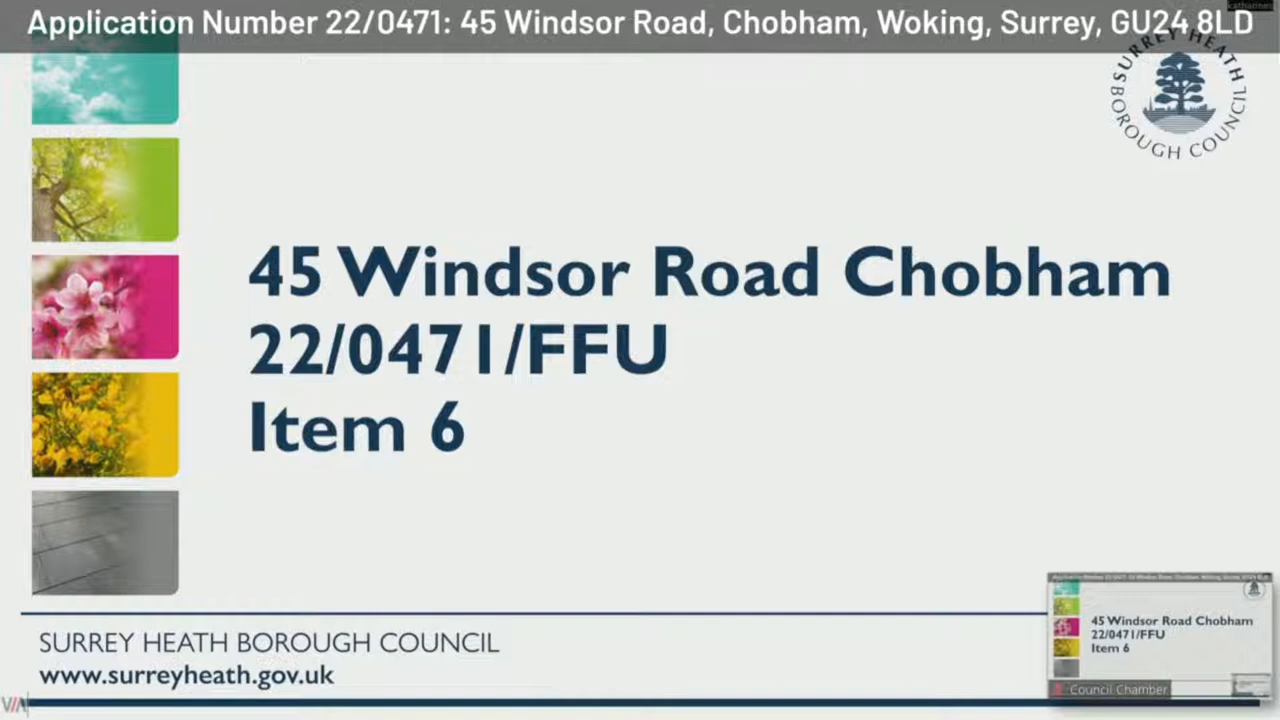 Application Number 22/0471: 45 Windsor Road, Chobham, Woking, Surrey, GU24 8LD
SURREY HEATH
BOROUGH COUNCIL
45 Windsor Road Chobham
22/0471/FFU
Item 6
SURREY HEATH BOROUGH COUNCIL
www.surreyheath.gov.uk
45 Windsor Road Chobham
22/0471/FFU
Item 6
Council Chamber